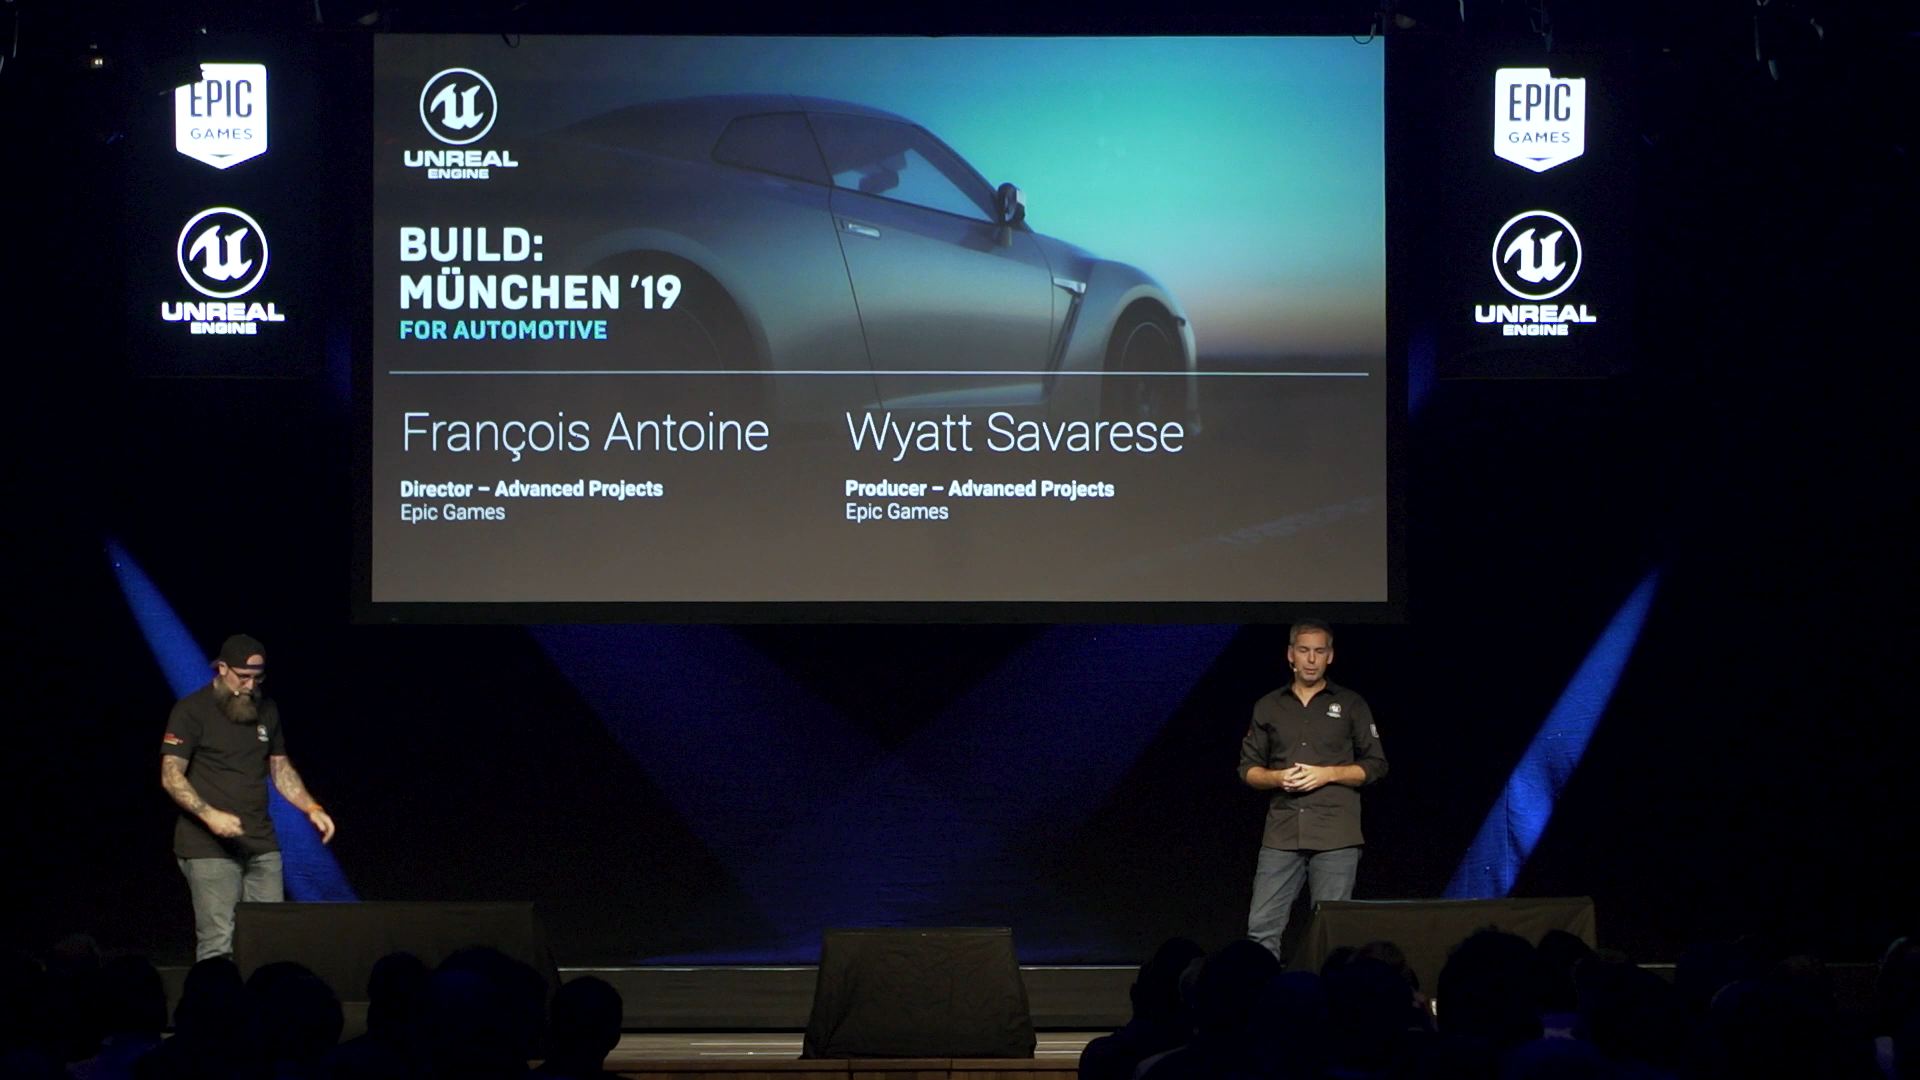 EPIC
GAMES
UNREAL
ENGINE
UNREAL
ENGINE
BUILD:
MÜNCHEN '19
FOR AUTOMOTIVE
François Antoine
Director – Advanced Projects
Epic Games
Wyatt Savarese
Producer – Advanced Projects
Epic Games
EPIC
GAMES
UNREAL
ENGINE